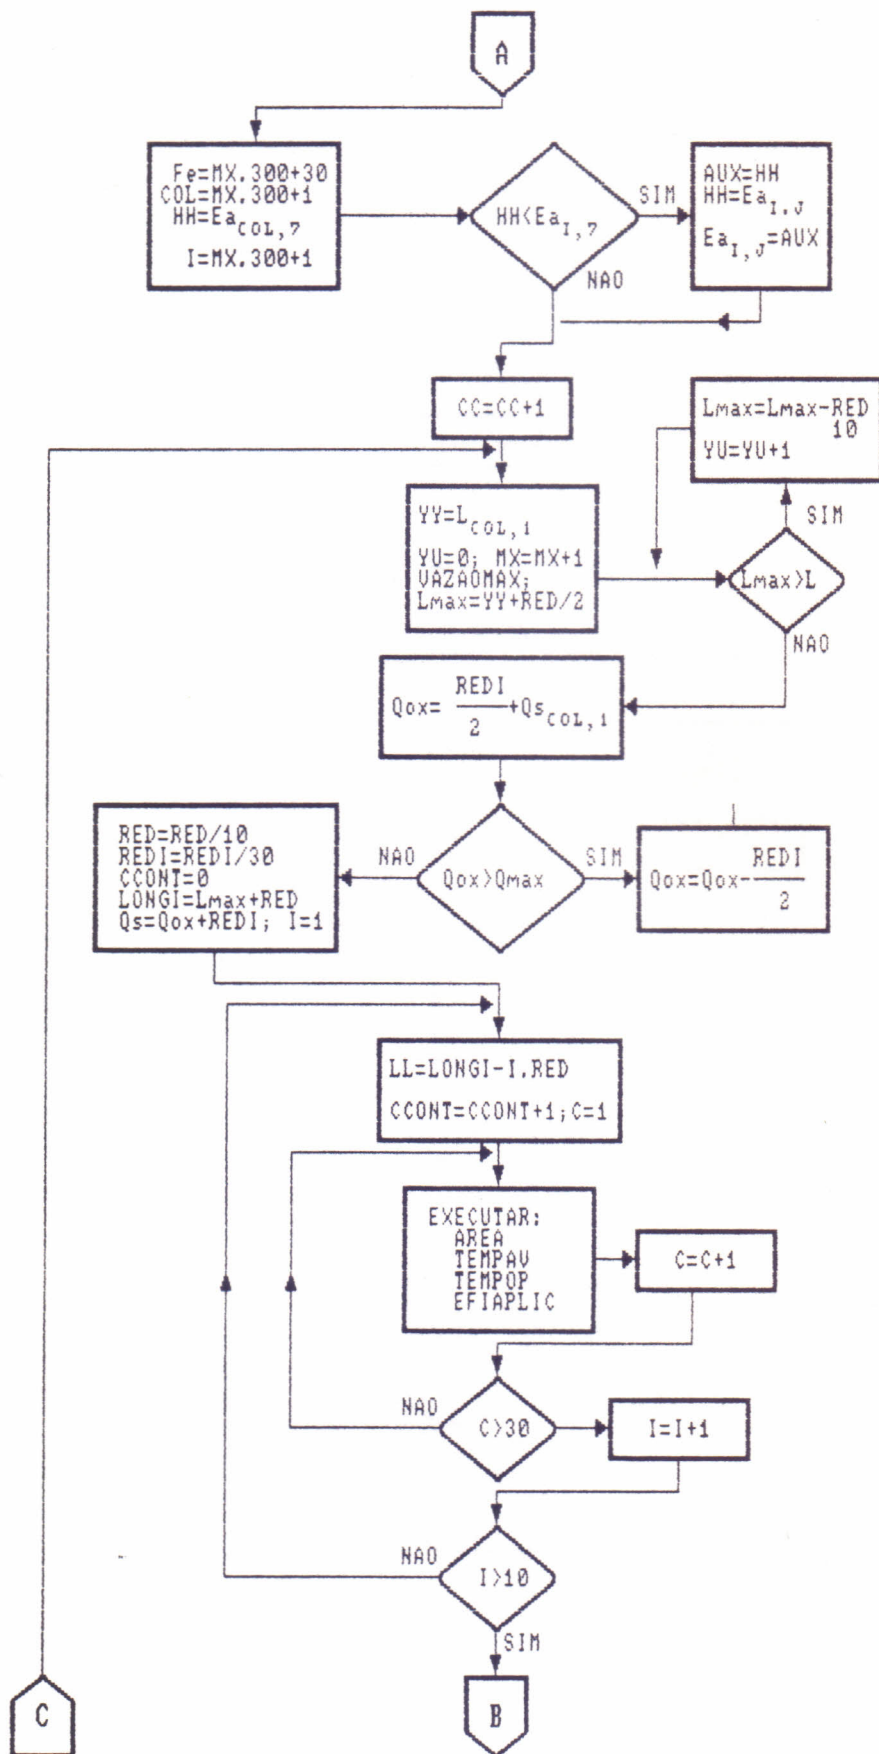 A
Fe=MX.300+30
COL=MX.300+1
HH=Ea COL,7
I=MX.300+1
HH<Ea I,7
SIM
NAO
AUX=HH
HH=Ea I,J
Ea I,J=AUX
CC=CC+1
Lmax=Lmax-RED
10
YU=YU+1
SIM
YY=L COL,1
YU=0; MX=MX+1
VAZAOMAX;
Lmax=YY+RED/2
Lmax>L
NAO
Qox= REDI/2 +Qs COL,1
RED=RED/10
REDI=REDI/30
CCONT=0
LONGI=Lmax+RED
Qs=Qox+REDI; I=1
NAO
Qox>Qmax
SIM
Qox=Qox- REDI/2
LL=LONGI-I.RED
CCONT=CCONT+1;C=1
EXECUTAR:
AREA
TEMPAV
TEMPOP
EFIAPLIC
C=C+1
NAO
C>30
I=I+1
NAO
I>10
SIM
C
B